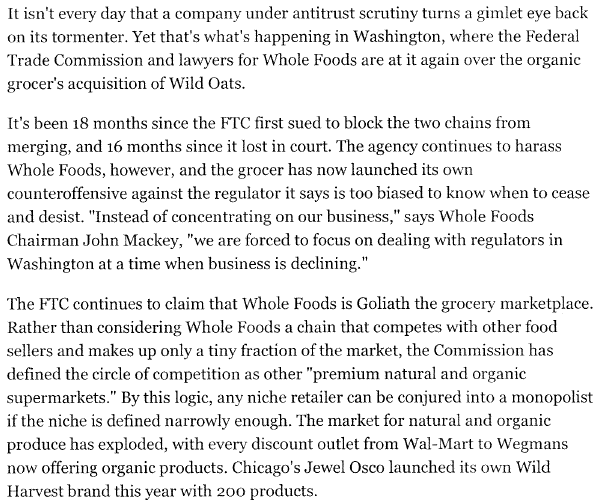 It isn't every day that a company under antitrust scrutiny turns a gimlet eye back
on its tormenter. Yet that's what's happening in Washington, where the Federal
Trade Commission and lawyers for Whole Foods are at it again over the organic
grocer's acquisition of Wild Oats.
It's been 18 months since the FTC first sued to block the two chains from
merging, and 16 months since it lost in court. The agency continues to harass
Whole Foods, however, and the grocer has now launched its own
counteroffensive against the regulator it says is too biased to know when to cease
and desist. "Instead of concentrating on our business," says Whole Foods
Chairman John Mackey, "we are forced to focus on dealing with regulators in
Washington at a time when business is declining."
The FTC continues to claim that Whole Foods is Goliath the grocery marketplace.
Rather than considering Whole Foods a chain that competes with other food
sellers and makes up only a tiny fraction of the market, the Commission has
defined the circle of competition as other "premium natural and organic
supermarkets." By this logic, any niche retailer can be conjured into a monopolist
if the niche is defined narrowly enough. The market for natural and organic
produce has exploded, with every discount outlet from Wal-Mart to Wegmans
now offering organic products. Chicago's Jewel Osco launched its own Wild
Harvest brand this year with 200 products.